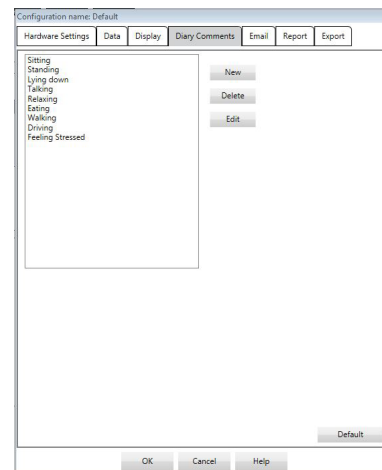 Configuration name: Default
Hardware Settings Data Display Diary Comments Email Report Export
Sitting
Standing
Lying down
Talking
Relaxing
Eating
Walking
Driving
Feeling Stressed
New
Delete
Edit
Default
OK Cancel Help